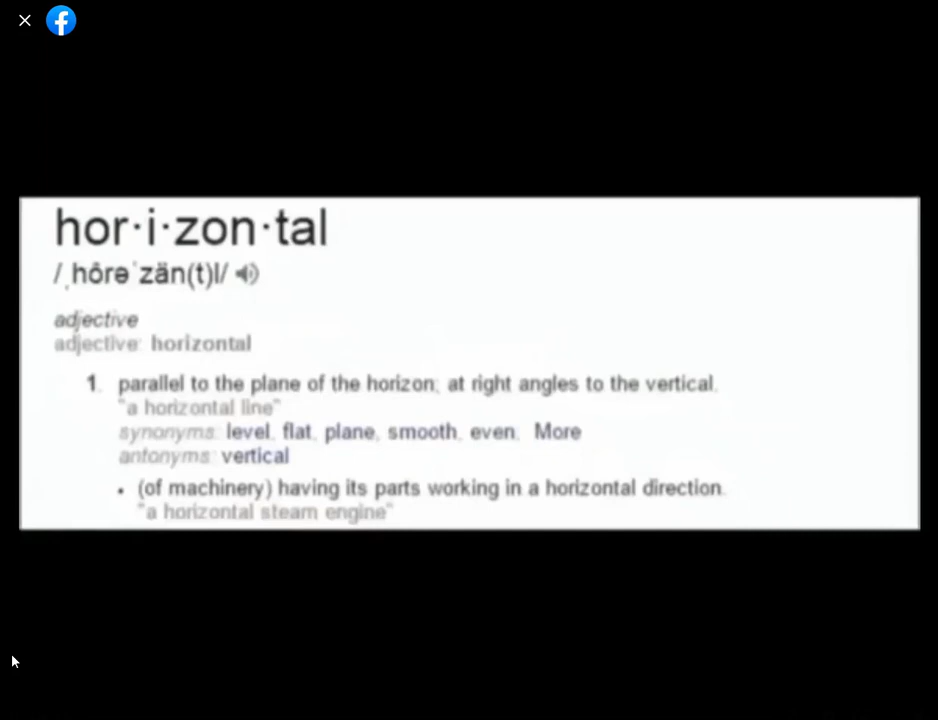 hor·i·zon·tal
/ˌhôrəˈzän(t)l/
adjective
adjective: horizontal
1. parallel to the plane of the horizon; at right angles to the vertical.
"a horizontal line"
synonyms: level, flat, plane, smooth, even; More
antonyms: vertical
• (of machinery) having its parts working in a horizontal direction.
"a horizontal steam engine"